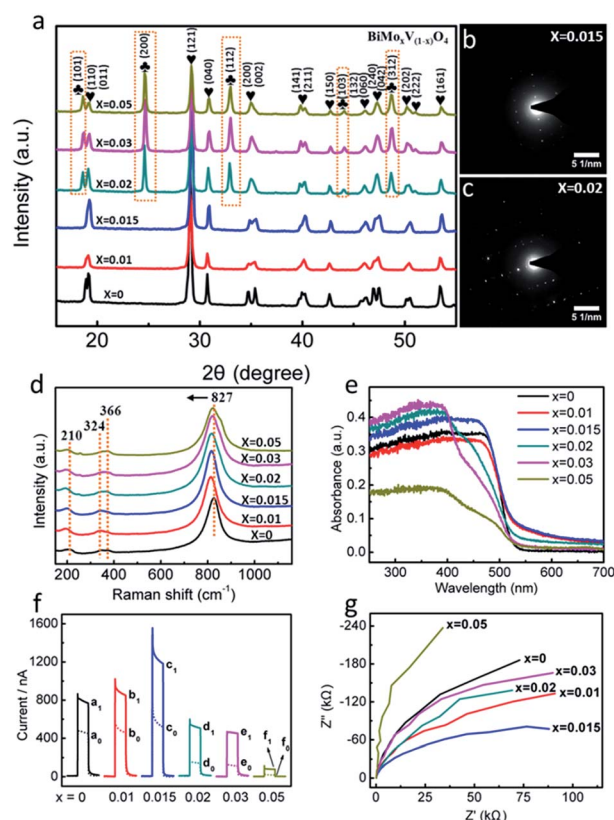 a
BiMoₓV₍₁₋ₓ₎O₄
♣ (101)
♥ (110)
(011)
♣ (200)
♥ (121)
♥ (040)
♣ (112)
♥ (200)
(002)
♥ (141)
(211)
♥ (150)
♣ (103)
(132)
♥ (060)
♥ (240)
(042)
♣ (312)
♥ (202)
♥ (222)
♥ (161)
X=0.05
X=0.03
X=0.02
X=0.015
X=0.01
X=0
Intensity (a.u.)
20 30 40 50
2θ (degree)
b X=0.015
5 1/nm
c X=0.02
5 1/nm
d
210 324 366 827
X=0.05
X=0.03
X=0.02
X=0.015
X=0.01
X=0
Intensity (a.u.)
200 400 600 800 1000
Raman shift (cm⁻¹)
e
x=0
x=0.01
x=0.015
x=0.02
x=0.03
x=0.05
Absorbance (a.u.)
0.4
0.3
0.2
0.1
0.0
300 400 500 600 700
Wavelength (nm)
f
Current / nA
1600
1200
800
400
0
a₁ a₀
b₁ b₀
c₁ c₀
d₁ d₀
e₁ e₀
f₁ f₀
x = 0 0.01 0.015 0.02 0.03 0.05
g
Z'' (kΩ)
-240
-180
-120
-60
0
x=0.05
x=0
x=0.03
x=0.02
x=0.01
x=0.015
0 25 50 75 100
Z' (kΩ)